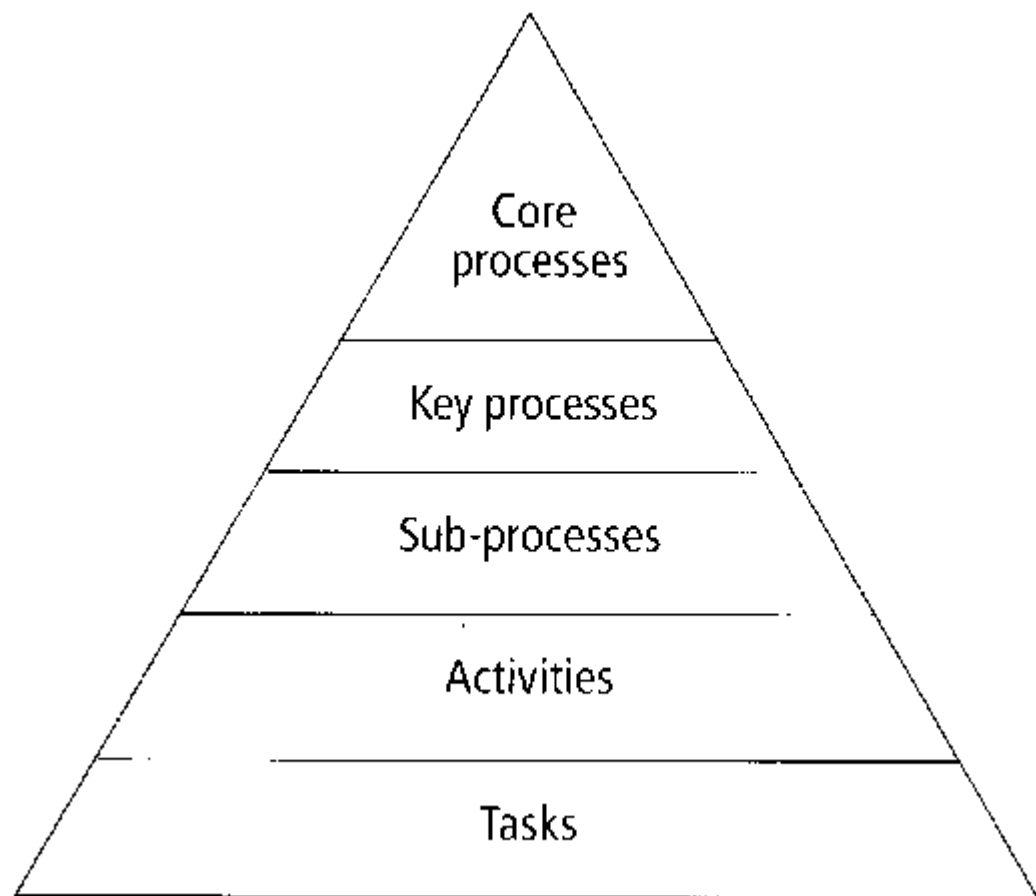 Core
processes
Key processes
Sub-processes
Activities
Tasks